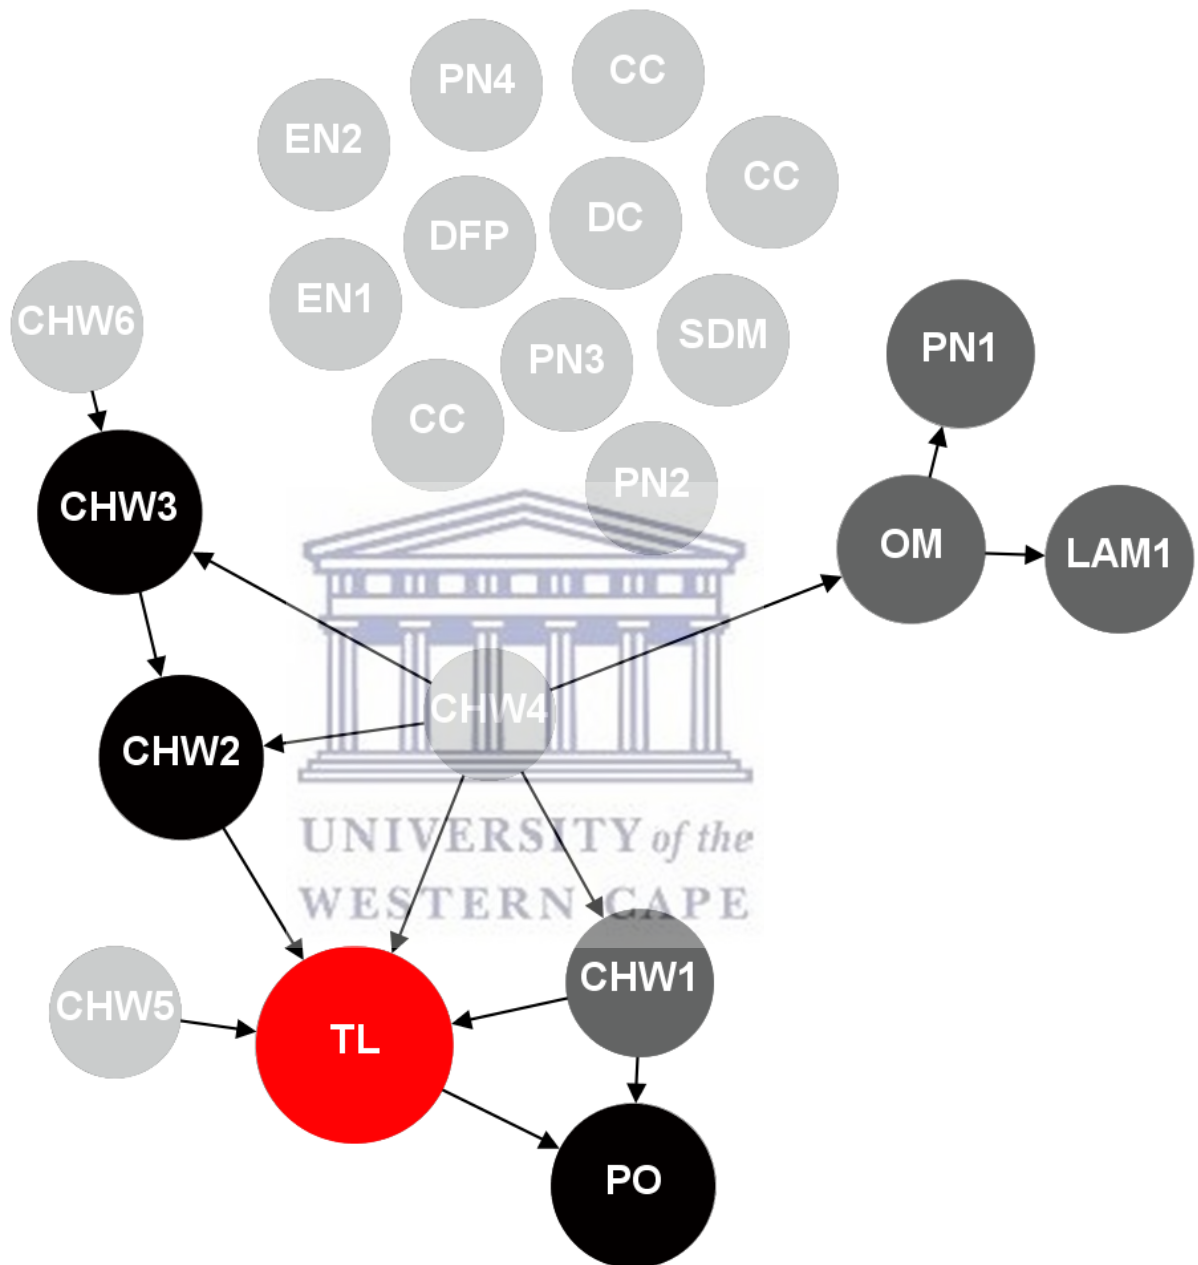 PN4
CC
EN2
CC
DC
DFP
EN1
CHW6
SDM
PN1
PN3
CC
PN2
CHW3
OM
LAM1
CHW4
CHW2
UNIVERSITY of the
WESTERN CAPE
CHW1
CHW5
TL
PO